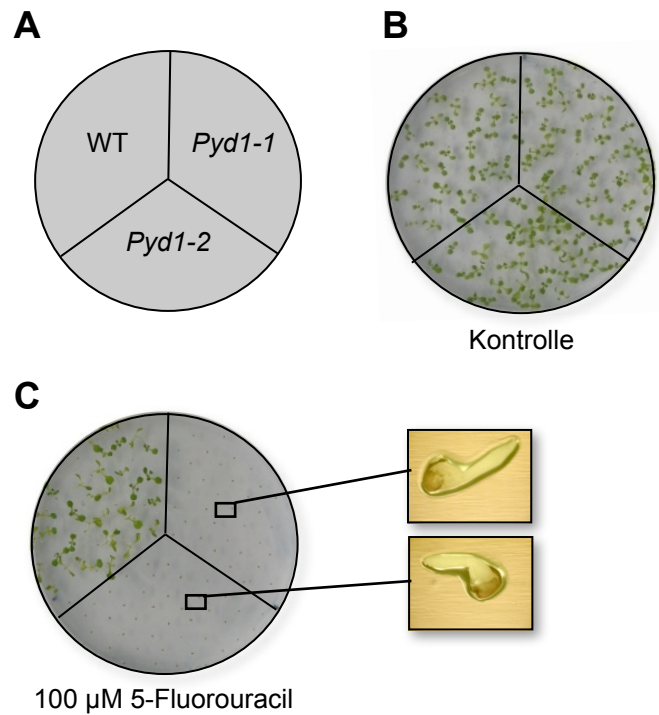 A
WT
Pyd1-1
Pyd1-2
B
Kontrolle
C
100 µM 5-Fluorouracil